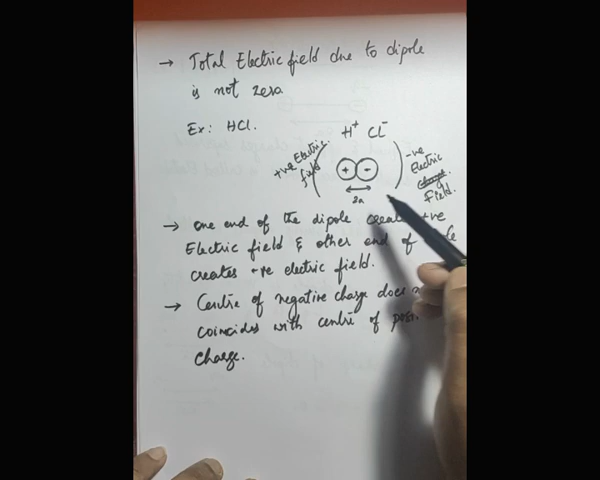 → Total Electric field due to dipole
is not zero
Ex: HCl.
H+ Cl-
+ve Electric
field
+ -
2a
-ve
Electric
Field.
→ one end of the dipole creates +ve
Electric field & other end of
creates -ve electric field.
→ Centre of negative charge does
coincides with centre of
charge.